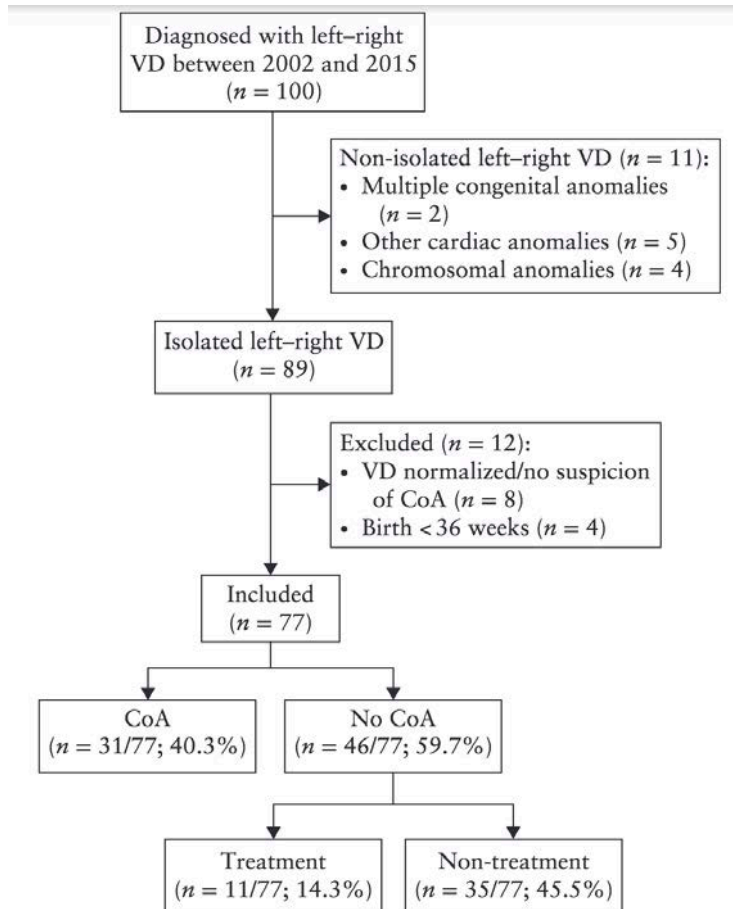 Diagnosed with left–right
VD between 2002 and 2015
(n = 100)
Non-isolated left–right VD (n = 11):
• Multiple congenital anomalies
(n = 2)
• Other cardiac anomalies (n = 5)
• Chromosomal anomalies (n = 4)
Isolated left–right VD
(n = 89)
Excluded (n = 12):
• VD normalized/no suspicion
of CoA (n = 8)
• Birth < 36 weeks (n = 4)
Included
(n = 77)
CoA
(n = 31/77; 40.3%)
No CoA
(n = 46/77; 59.7%)
Treatment
(n = 11/77; 14.3%)
Non-treatment
(n = 35/77; 45.5%)